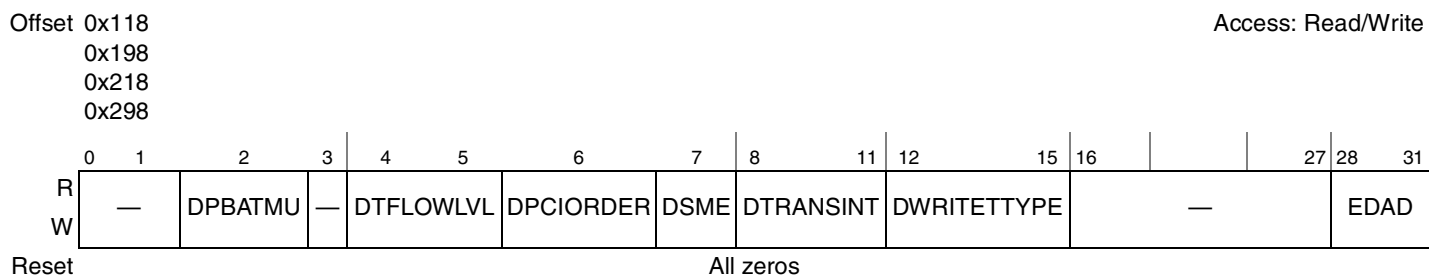 Offset 0x118 Access: Read/Write
0x198
0x218
0x298
0 1 2 3 4 5 6 7 8 11 12 15 16 27 28 31
R
— DPBATMU — DTFLOWLVL DPCIORDER DSME DTRANSINT DWRITETTYPE — EDAD
W
Reset All zeros